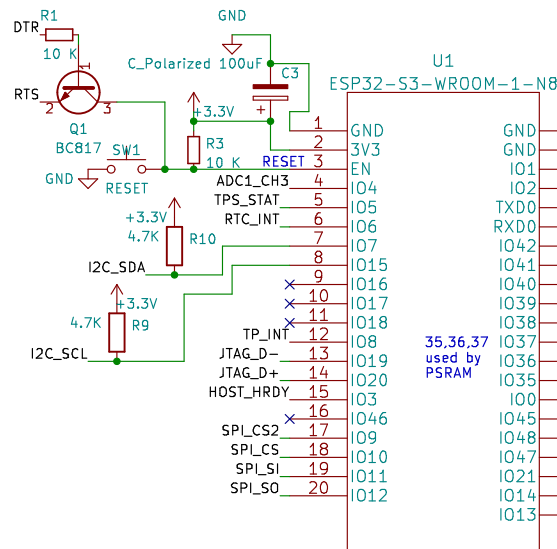 GND
R1
DTR
10 K
1
RTS
2
3
Q1
BC817
C_Polarized 100uF
C3
+
+3.3V
R3
10 K
SW1
GND
RESET
RESET
U1
ESP32-S3-WROOM-1-N8
ADC1_CH3
TPS_STAT
RTC_INT
+3.3V
4.7K
R10
I2C_SDA
+3.3V
4.7K
R9
I2C_SCL
TP_INT
JTAG_D-
JTAG_D+
HOST_HRDY
SPI_CS2
SPI_CS
SPI_SI
SPI_SO
1 GND
2 3V3
3 EN
4 IO4
5 IO5
6 IO6
7 IO7
8 IO15
9 IO16
10 IO17
11 IO18
12 IO8
13 IO19
14 IO20
15 IO3
16 IO46
17 IO9
18 IO10
19 IO11
20 IO12
35,36,37
used by
PSRAM
GND
GND
IO1
IO2
TXD0
RXD0
IO42
IO41
IO40
IO39
IO38
IO37
IO36
IO35
IO0
IO45
IO48
IO47
IO21
IO14
IO13